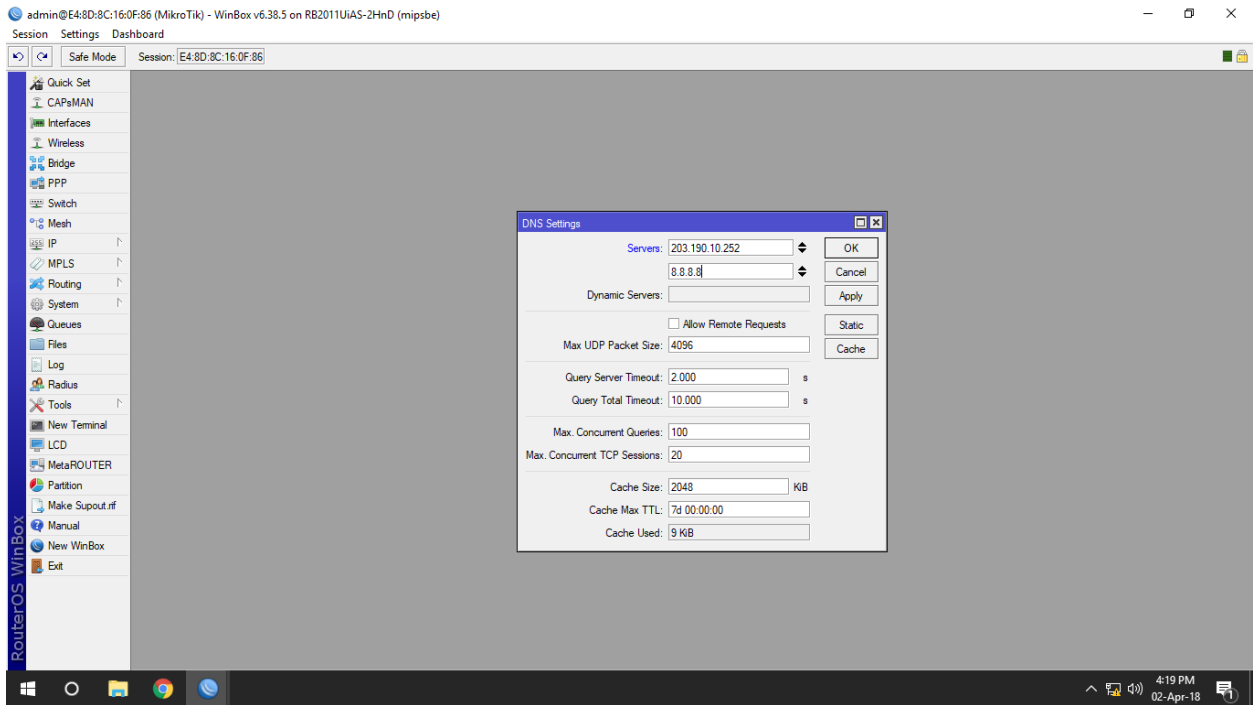 admin@E4:8D:8C:16:0F:86 (MikroTik) - WinBox v6.38.5 on RB2011UiAS-2HnD (mipsbe)
Session Settings Dashboard
Safe Mode Session: E4:8D:8C:16:0F:86
Quick Set
CAPsMAN
Interfaces
Wireless
Bridge
PPP
Switch
Mesh
IP
MPLS
Routing
System
Queues
Files
Log
Radius
Tools
New Terminal
LCD
MetaROUTER
Partition
Make Supout.rif
Manual
New WinBox
Exit
RouterOS WinBox
DNS Settings
Servers: 203.190.10.252 OK
8.8.8.8 Cancel
Dynamic Servers: Apply
Allow Remote Requests Static
Max UDP Packet Size: 4096 Cache
Query Server Timeout: 2.000 s
Query Total Timeout: 10.000 s
Max. Concurrent Queries: 100
Max. Concurrent TCP Sessions: 20
Cache Size: 2048 KiB
Cache Max TTL: 7d 00:00:00
Cache Used: 9 KiB
4:19 PM
02-Apr-18
1